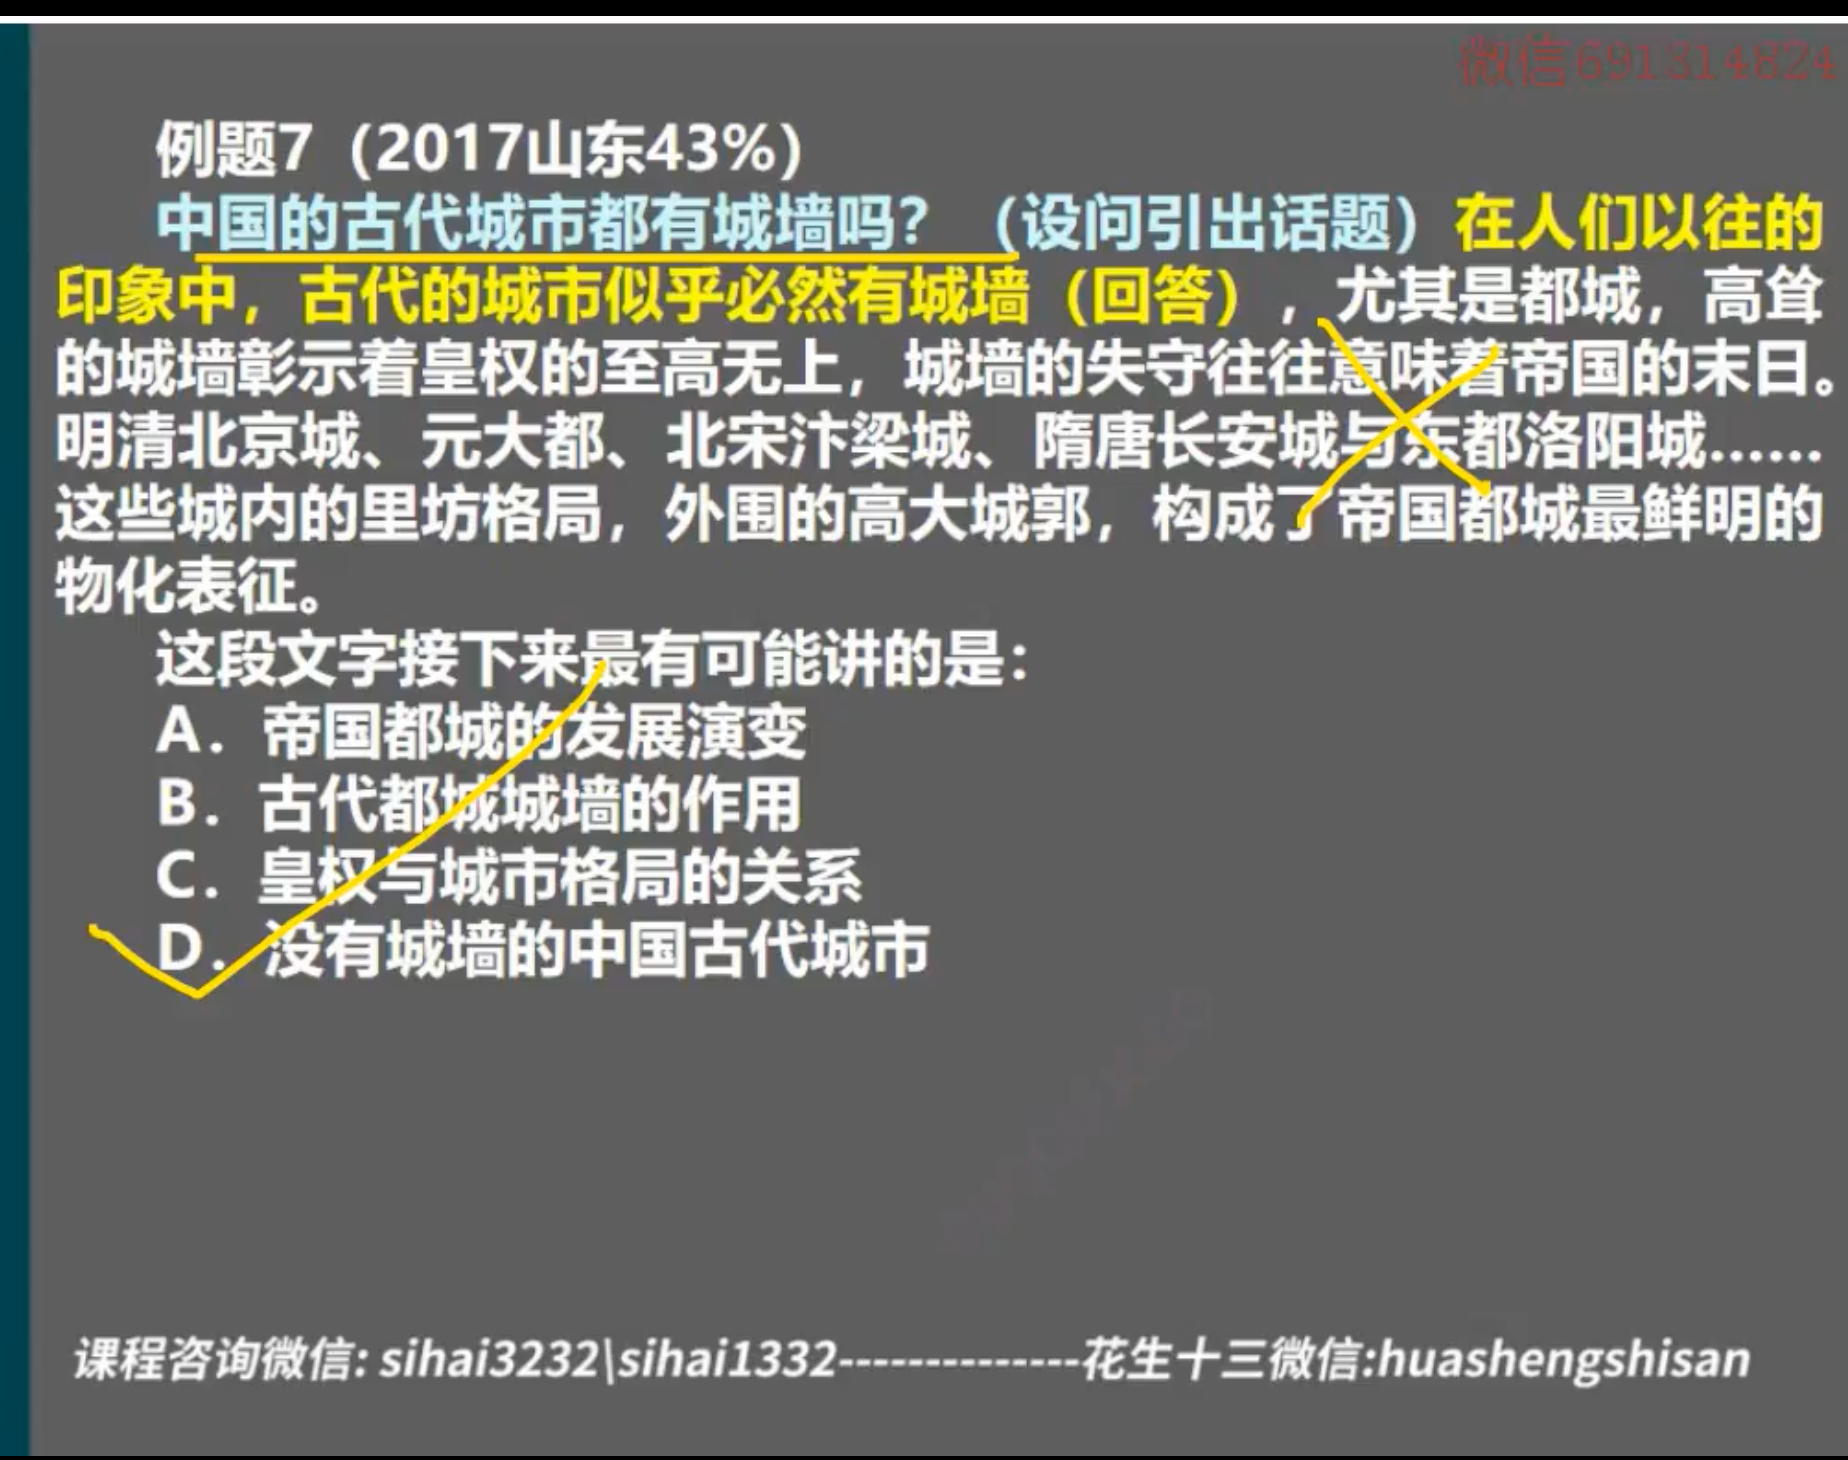 微信691314824
例题7（2017山东43%）
中国的古代城市都有城墙吗？（设问引出话题）在人们以往的
印象中，古代的城市似乎必然有城墙（回答），尤其是都城，高耸
的城墙彰示着皇权的至高无上，城墙的失守往往意味着帝国的末日。
明清北京城、元大都、北宋汴梁城、隋唐长安城与东都洛阳城……
这些城内的里坊格局，外围的高大城郭，构成了帝国都城最鲜明的
物化表征。
这段文字接下来最有可能讲的是：
A．帝国都城的发展演变
B．古代都城城墙的作用
C．皇权与城市格局的关系
D．没有城墙的中国古代城市
课程咨询微信: sihai3232\sihai1332--------------花生十三微信:huashengshisan